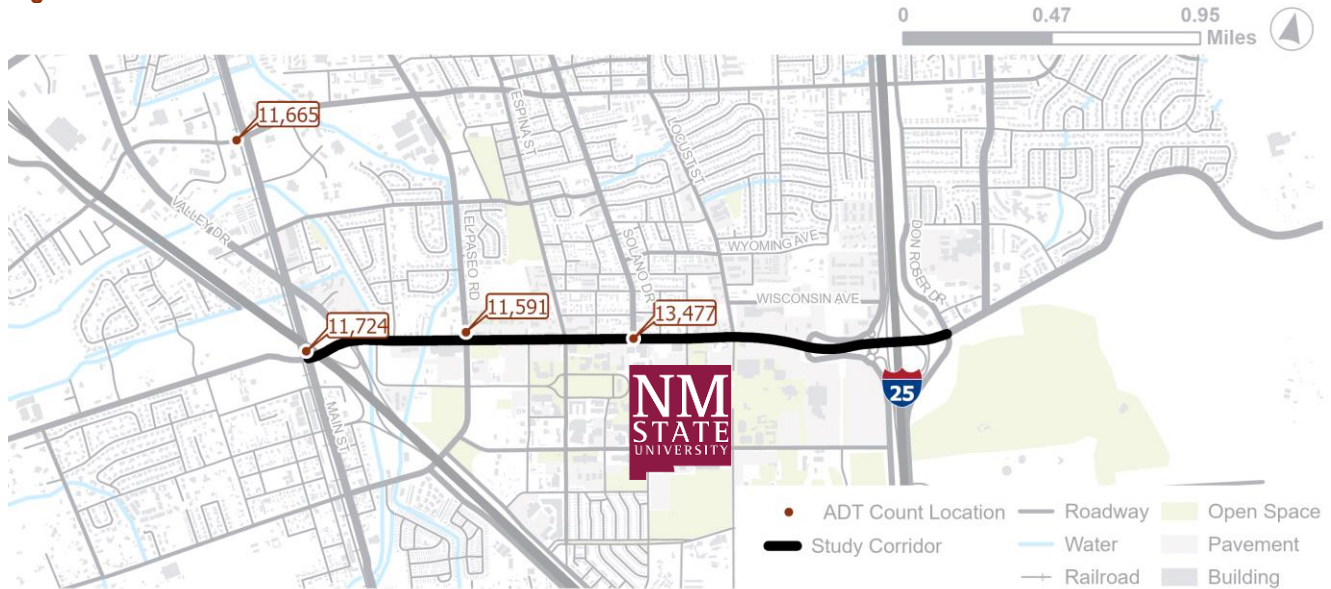 0 0.47 0.95
Miles
11,665
ESPINA ST
LOCUST ST
VALLEY DR
EL PASEO RD
SOLANO DR
WYOMING AVE
DON ROSER DR
WISCONSIN AVE
11,591
13,477
11,724
MAIN ST
NM
STATE
UNIVERSITY
25
ADT Count Location
Study Corridor
Roadway
Water
Railroad
Open Space
Pavement
Building